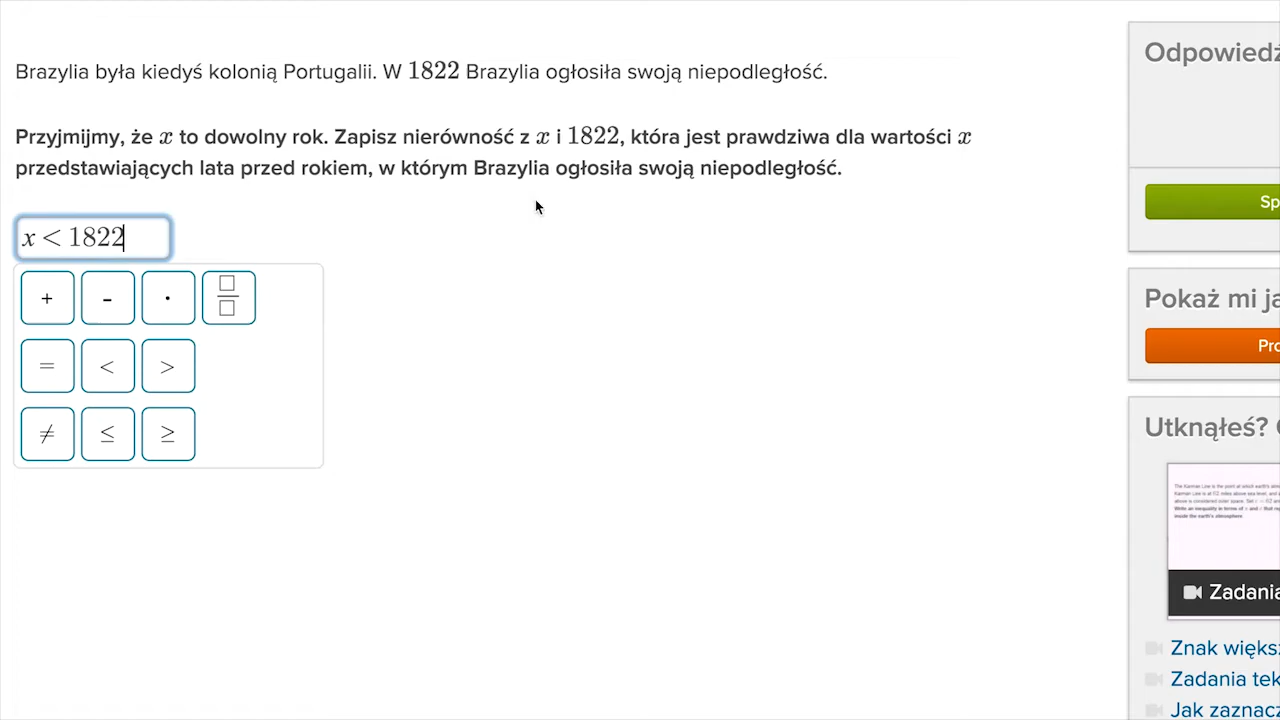 Brazylia była kiedyś kolonią Portugalii. W 1822 Brazylia ogłosiła swoją niepodległość.
Przyjmijmy, że x to dowolny rok. Zapisz nierówność z x i 1822, która jest prawdziwa dla wartości x
przedstawiających lata przed rokiem, w którym Brazylia ogłosiła swoją niepodległość.
x < 1822
+ - ·
= < >
≠ ≤ ≥
Odpowiedź
Sp
Pokaż mi ja
Pro
Utknąłeś?
Zadania
Znak większ
Zadania tek
Jak zaznacz